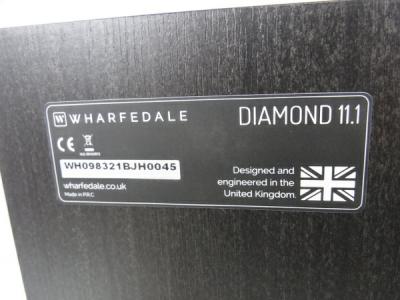 WHARFEDALE
DIAMOND 11.1
CE
WH098321BJH0045
wharfedale.co.uk
Made in P.R.C
Designed and
engineered in the
United Kingdom.